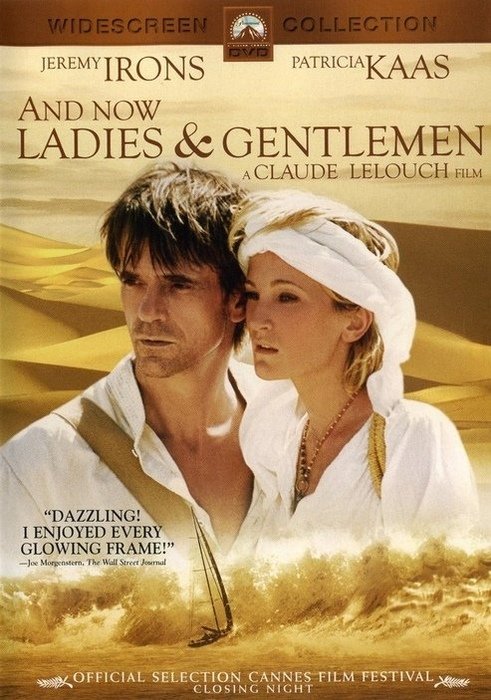 WIDESCREEN COLLECTION
DVD
JEREMY IRONS PATRICIA KAAS
AND NOW
LADIES & GENTLEMEN
A CLAUDE LELOUCH FILM
“DAZZLING!
I ENJOYED EVERY
GLOWING FRAME!”
—Joe Morgenstern, The Wall Street Journal
OFFICIAL SELECTION CANNES FILM FESTIVAL
CLOSING NIGHT